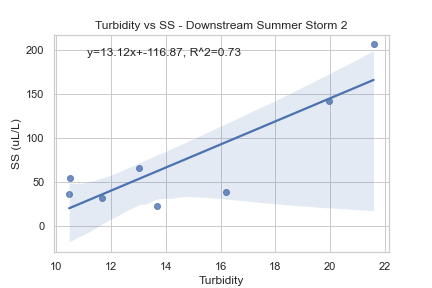 Turbidity vs SS - Downstream Summer Storm 2
y=13.12x+-116.87, R^2=0.73
200
150
100
50
0
SS (uL/L)
10 12 14 16 18 20 22
Turbidity